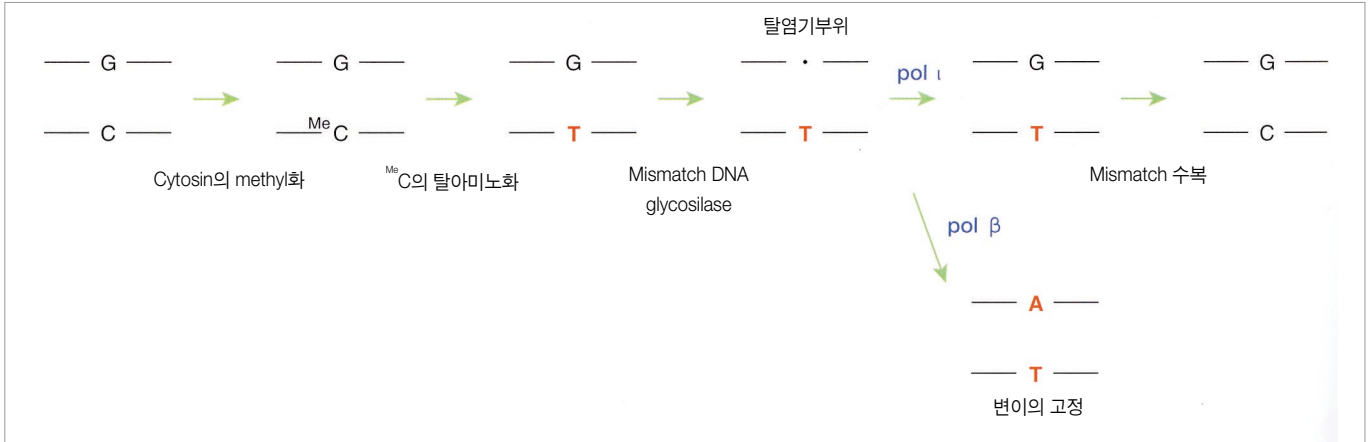 탈염기부위
G G G · G G
pol ι
C Me C T T T C
Cytosin의 methyl화 MeC의 탈아미노화 Mismatch DNA glycosilase Mismatch 수복
pol β
A
T
변이의 고정